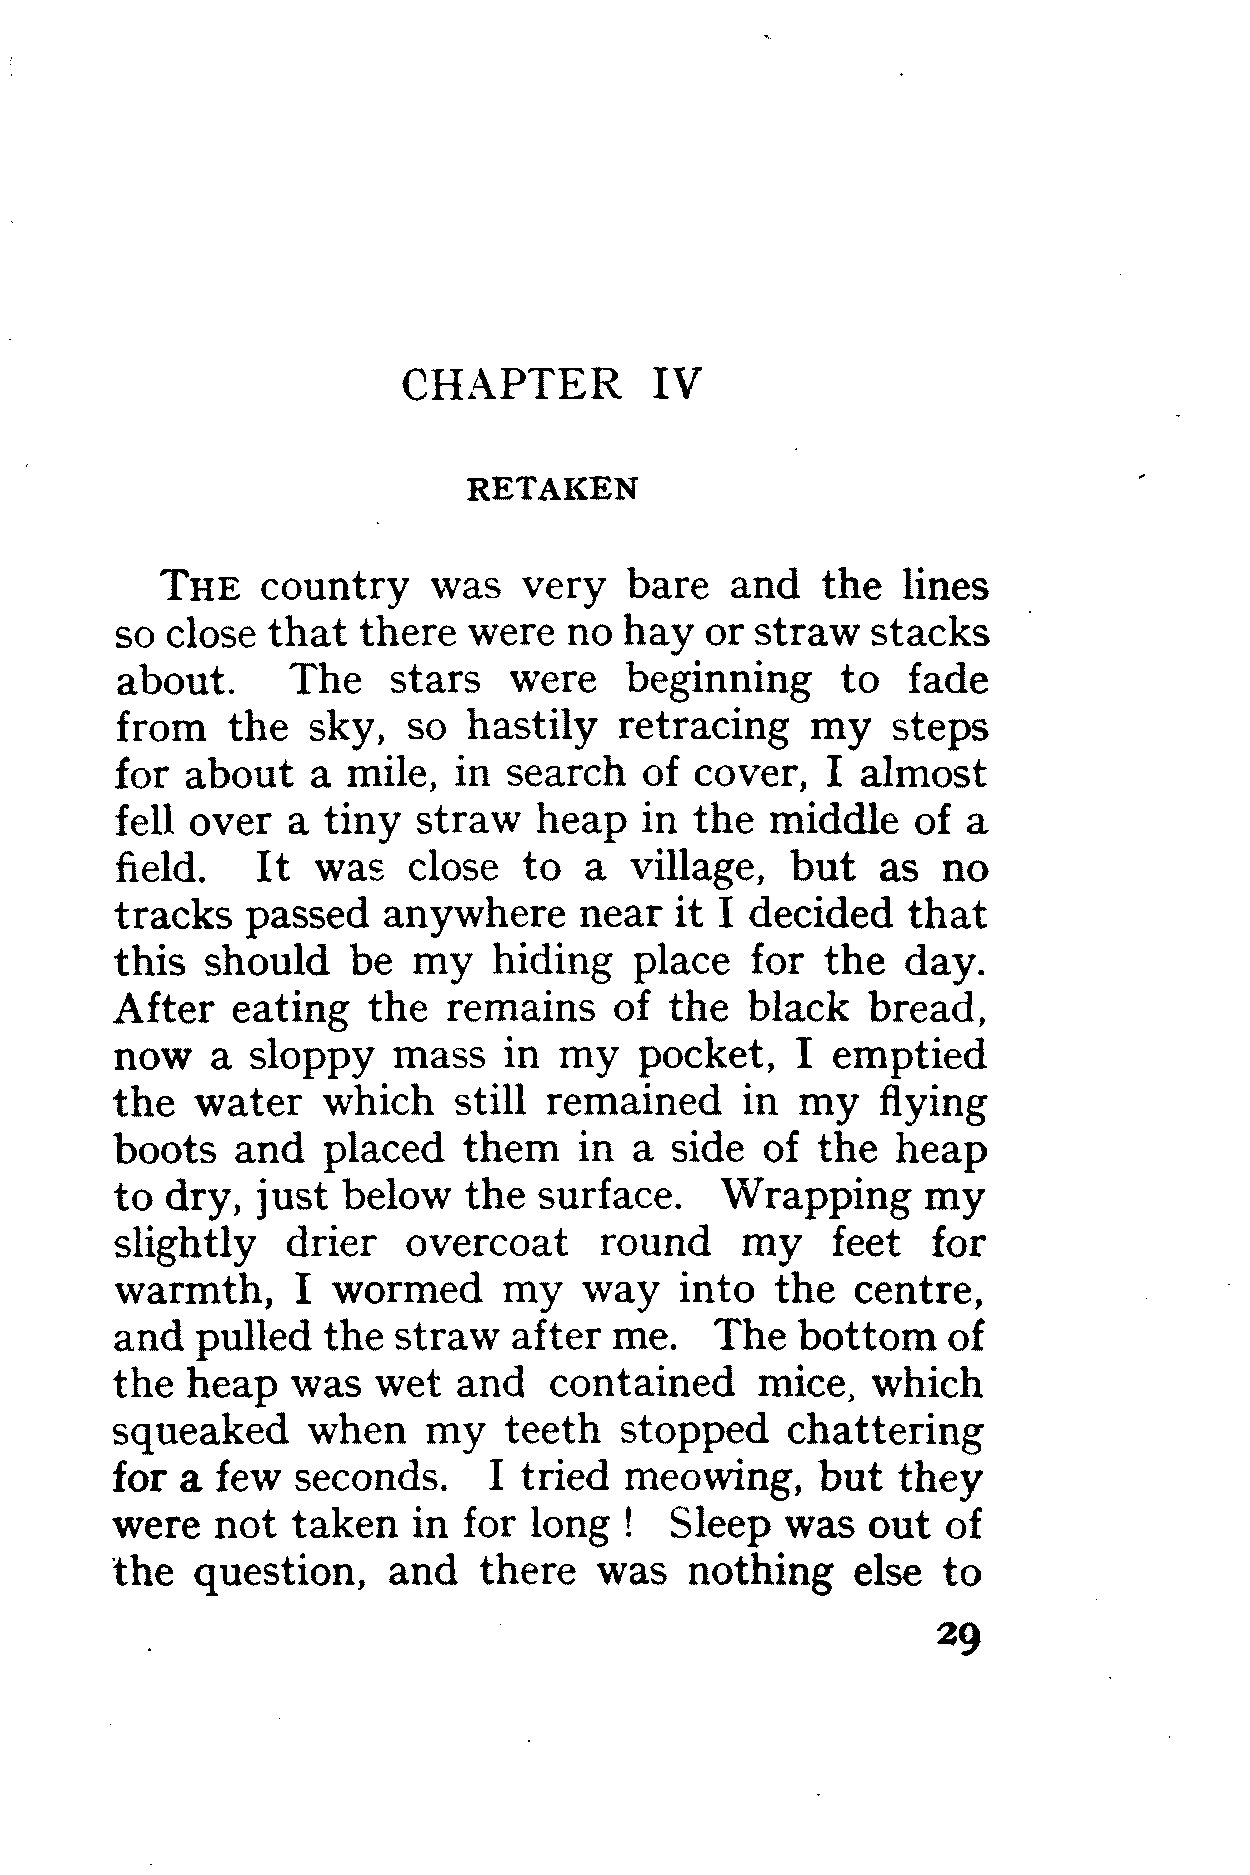 CHAPTER IV
RETAKEN
THE country was very bare and the lines
so close that there were no hay or straw stacks
about. The stars were beginning to fade
from the sky, so hastily retracing my steps
for about a mile, in search of cover, I almost
fell over a tiny straw heap in the middle of a
field. It was close to a village, but as no
tracks passed anywhere near it I decided that
this should be my hiding place for the day.
After eating the remains of the black bread,
now a sloppy mass in my pocket, I emptied
the water which still remained in my flying
boots and placed them in a side of the heap
to dry, just below the surface. Wrapping my
slightly drier overcoat round my feet for
warmth, I wormed my way into the centre,
and pulled the straw after me. The bottom of
the heap was wet and contained mice, which
squeaked when my teeth stopped chattering
for a few seconds. I tried meowing, but they
were not taken in for long ! Sleep was out of
the question, and there was nothing else to
29